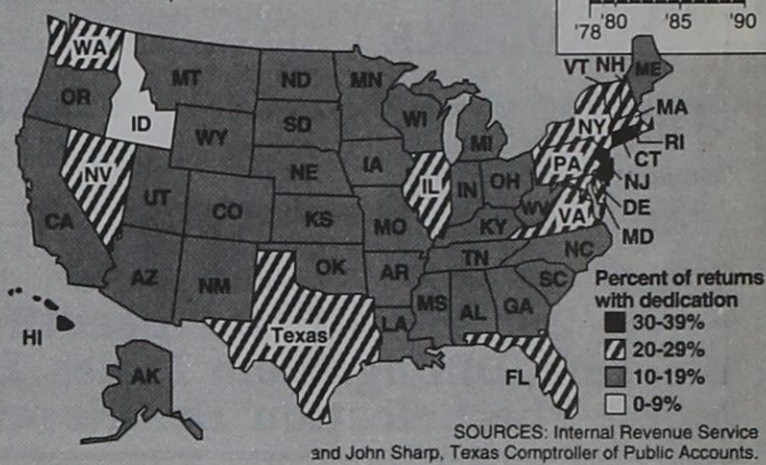 '78 '80 '85 '90
WA
MT
ND
MN
VT NH ME
OR
ID
WY
SD
WI
MI
NY
MA
RI
CT
NV
UT
CO
NE
IA
IL
IN
OH
PA
NJ
DE
MD
CA
KS
MO
KY
WV
VA
AZ
NM
OK
AR
TN
NC
SC
MS
AL
GA
LA
Texas
FL
HI
AK
Percent of returns
with dedication
30-39%
20-29%
10-19%
0-9%
SOURCES: Internal Revenue Service
and John Sharp, Texas Comptroller of Public Accounts.